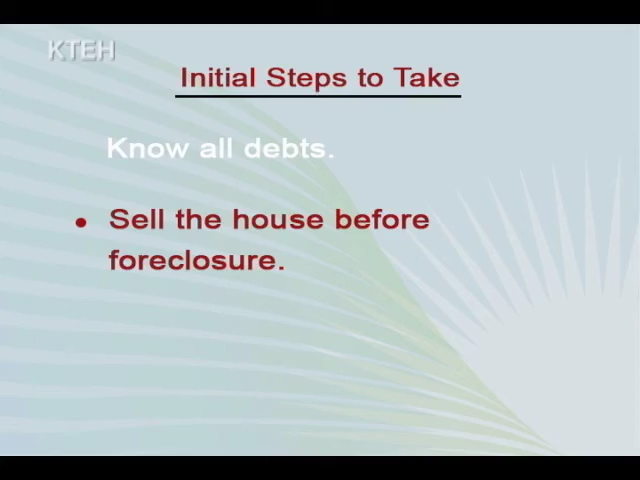 KTEH
Initial Steps to Take
Know all debts.
• Sell the house before
foreclosure.